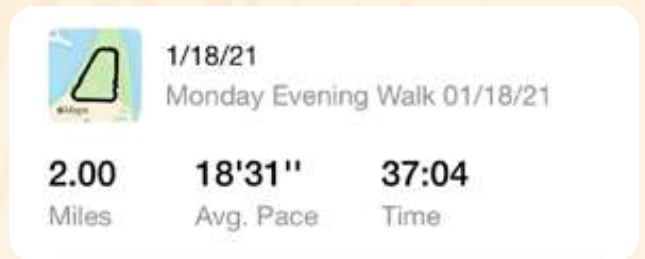 1/18/21
Monday Evening Walk 01/18/21
Maps
2.00 18'31'' 37:04
Miles Avg. Pace Time